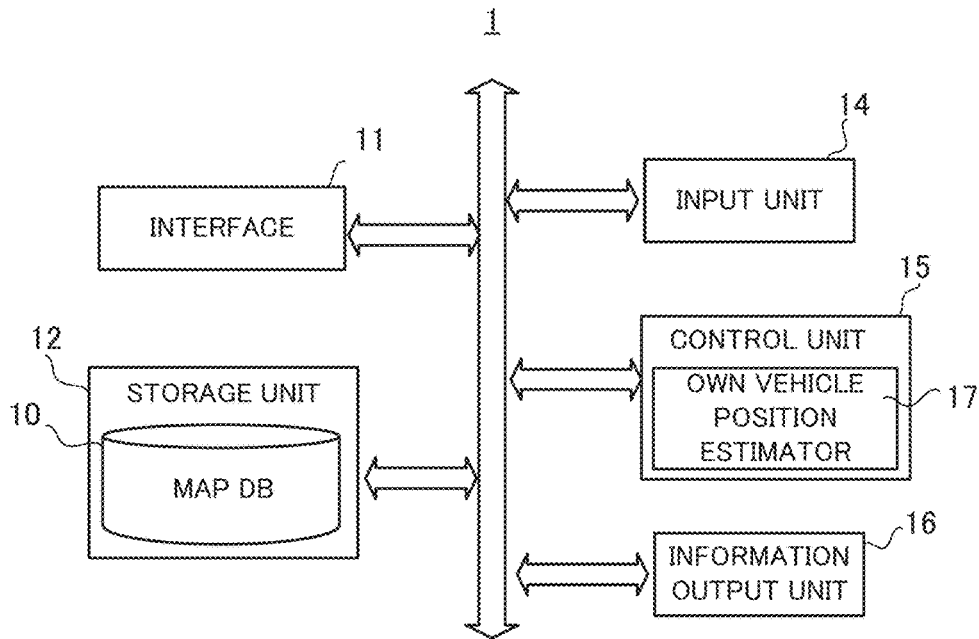 1
11
INTERFACE
14
INPUT UNIT
12
STORAGE UNIT
10
MAP DB
15
CONTROL UNIT
OWN VEHICLE
POSITION
ESTIMATOR
17
16
INFORMATION
OUTPUT UNIT